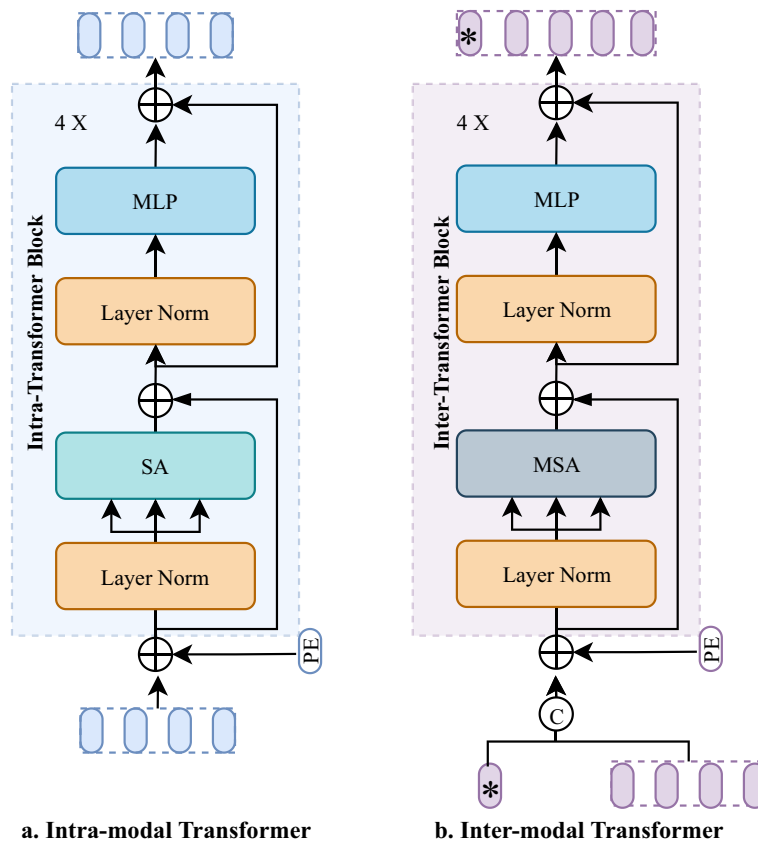 4 X
MLP
Layer Norm
SA
Layer Norm
Intra-Transformer Block
PE
a. Intra-modal Transformer
*
4 X
MLP
Layer Norm
MSA
Layer Norm
Inter-Transformer Block
PE
C
*
b. Inter-modal Transformer